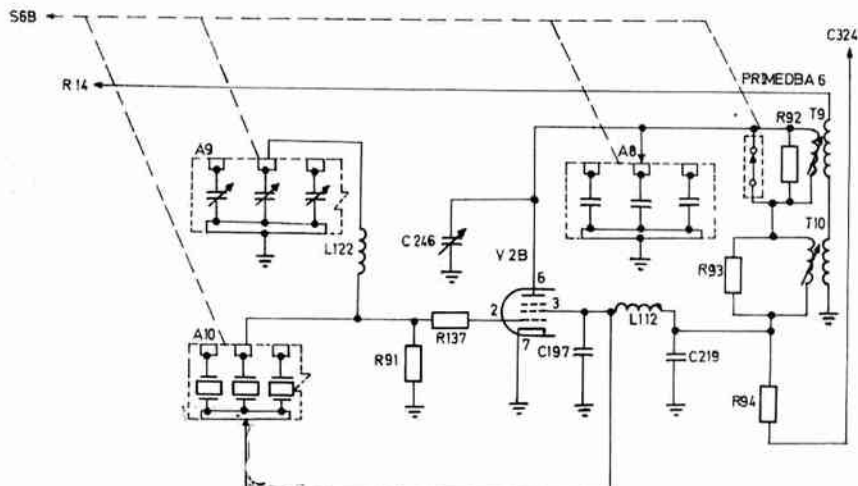 S6B
C324
R14
PRIMEDBA 6
T9
R92
A9
A8
L122
C246
T10
V2B
R93
6
3
2
7
A10
R137
L112
R91
C197
C219
R94